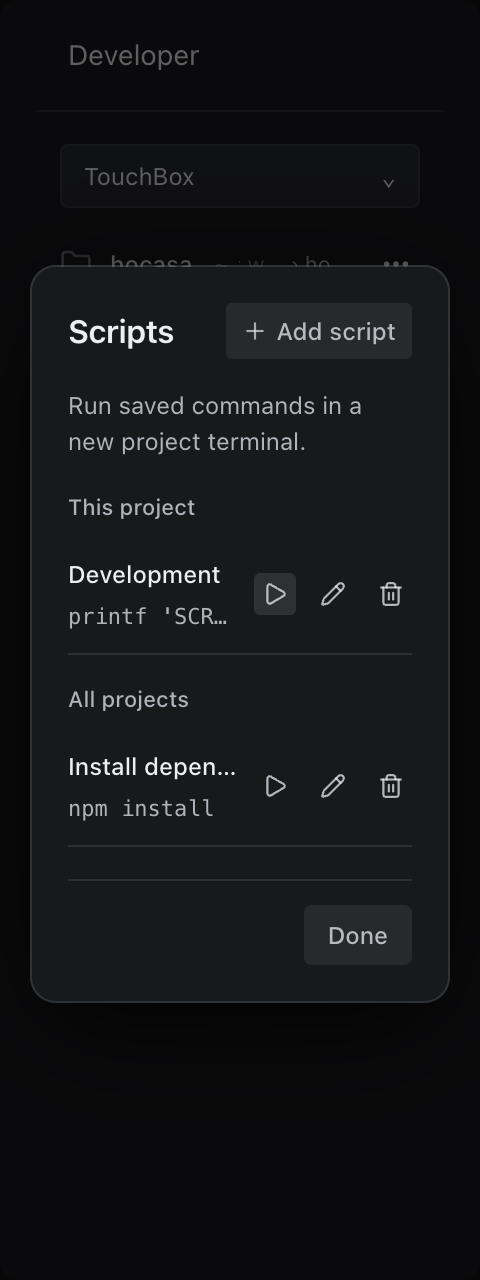 Developer
TouchBox
hocasa
Scripts
+ Add script
Run saved commands in a
new project terminal.
This project
Development
printf 'SCR…
All projects
Install depen...
npm install
Done